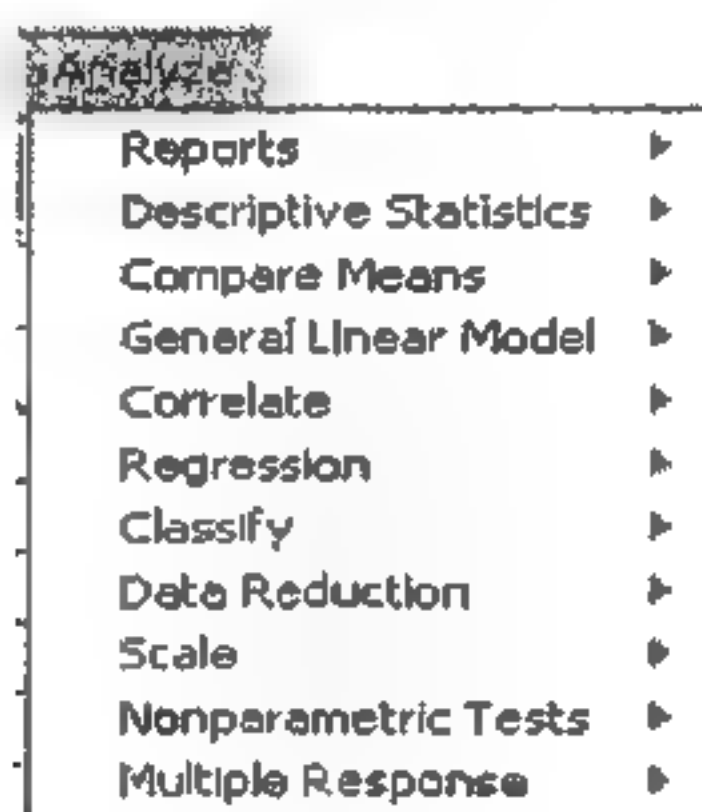 Analyze
Reports
Descriptive Statistics
Compare Means
General Linear Model
Correlate
Regression
Classify
Data Reduction
Scale
Nonparametric Tests
Multiple Response